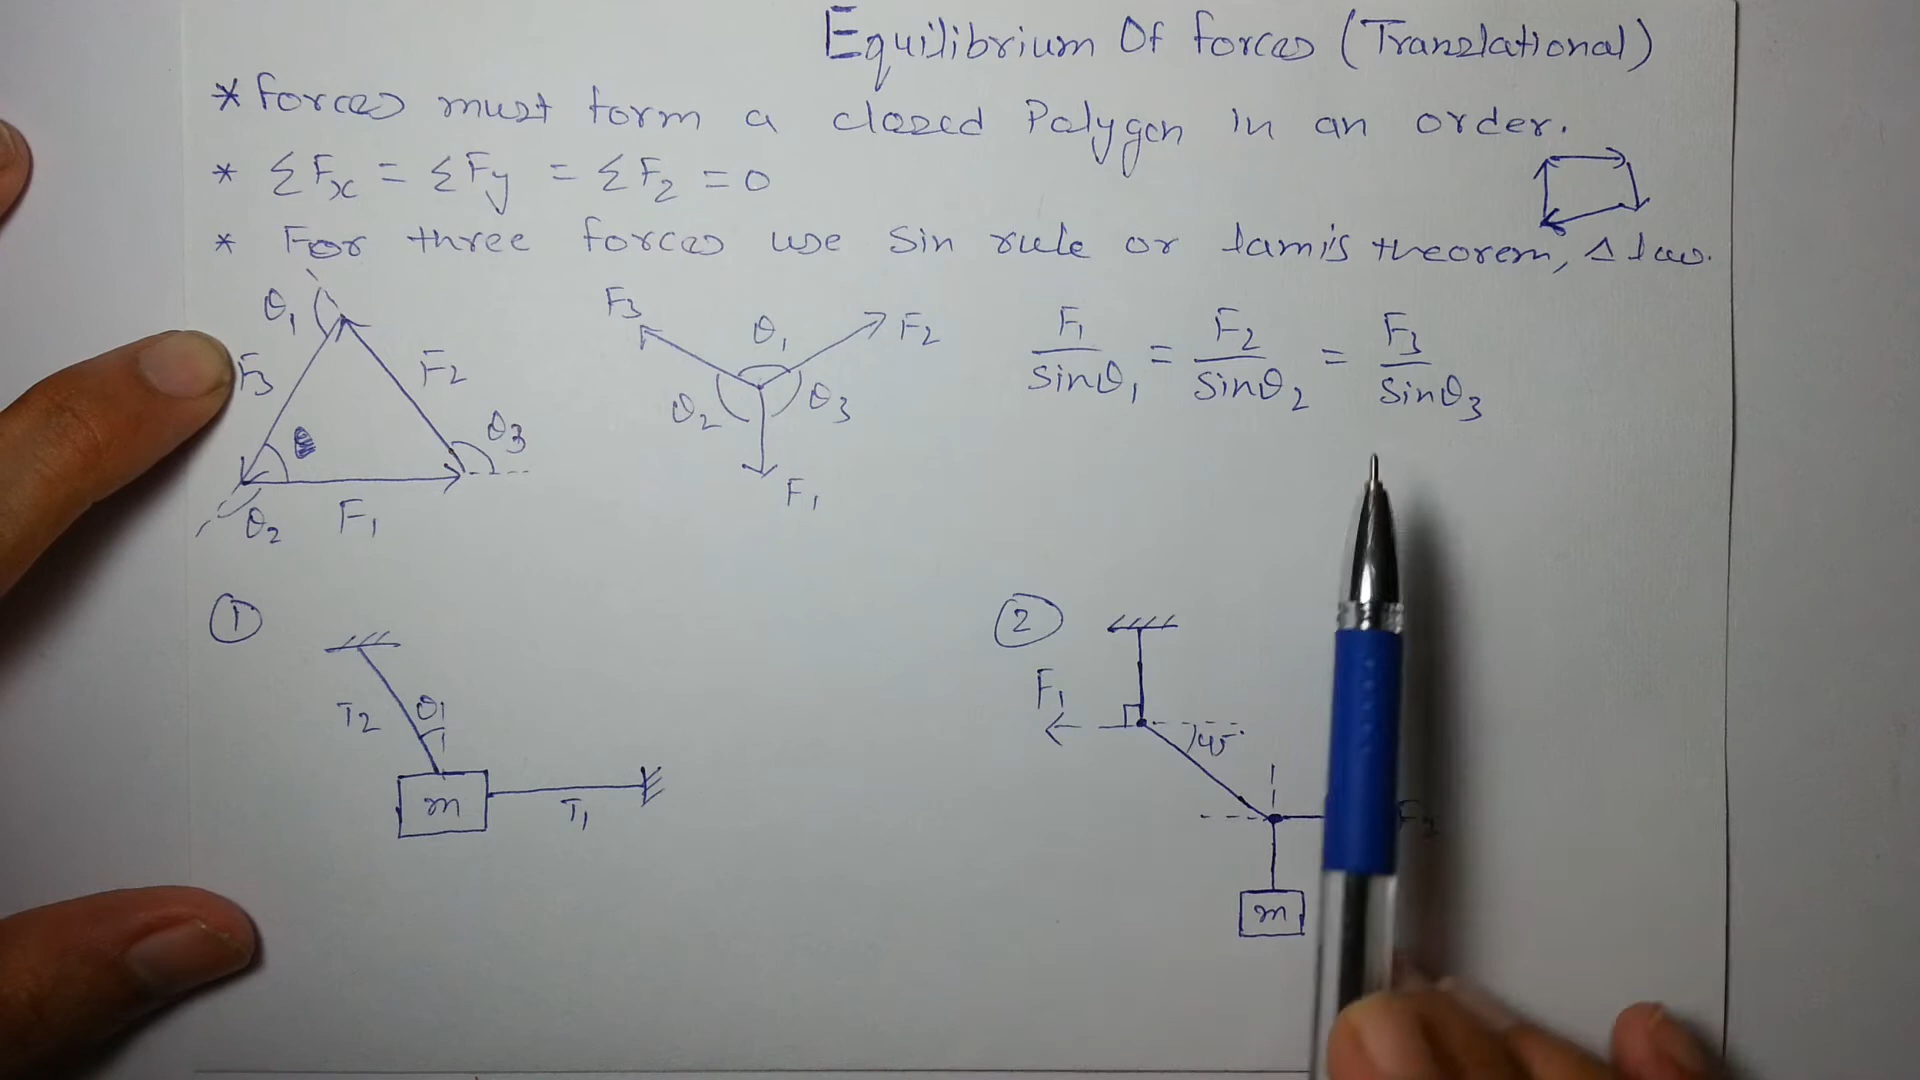 Equilibrium Of forces (Translational)
* forces must form a closed Polygon in an order.
* ΣFx = ΣFy = ΣFz = 0
* For three forces use Sin rule or lamis theorem, Δ law.
θ1 F3 F2 θ3 θ2 F1
F3 θ1 F2 θ2 θ3 F1
F1/sinθ1 = F2/sinθ2 = F3/sinθ3
①
T2 θ1
m T1
②
F1
45°
m